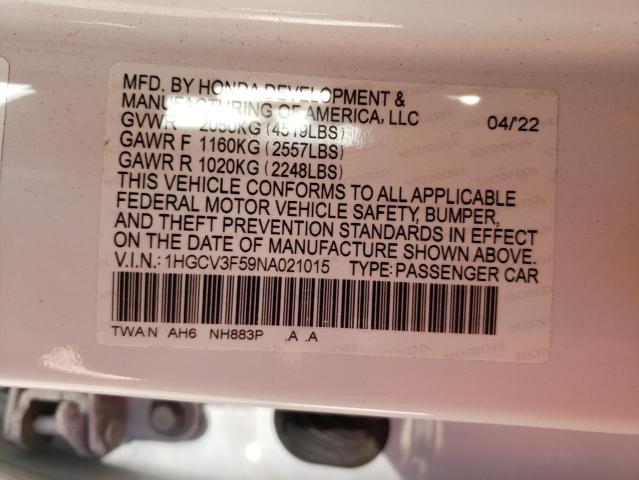 MFD. BY HONDA DEVELOPMENT &
MANUFACTURING OF AMERICA, LLC 04/'22
GVWR 2050KG (4519LBS)
GAWR F 1160KG (2557LBS)
GAWR R 1020KG (2248LBS)
THIS VEHICLE CONFORMS TO ALL APPLICABLE
FEDERAL MOTOR VEHICLE SAFETY, BUMPER,
AND THEFT PREVENTION STANDARDS IN EFFECT
ON THE DATE OF MANUFACTURE SHOWN ABOVE.
V.I.N.: 1HGCV3F59NA021015 TYPE: PASSENGER CAR
TWAN AH6 NH883P .A .A